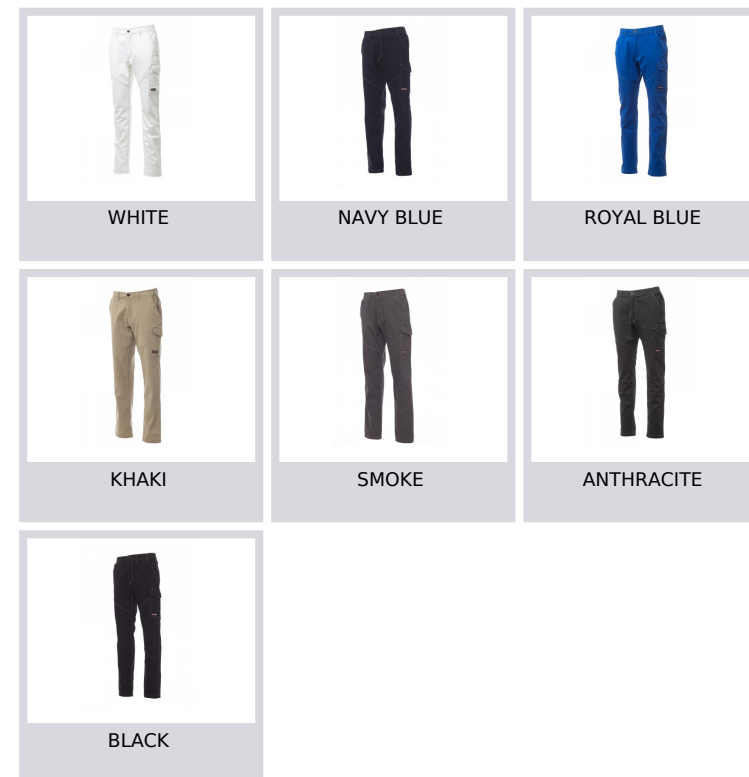 WHITE
NAVY BLUE
ROYAL BLUE
KHAKI
SMOKE
ANTHRACITE
BLACK